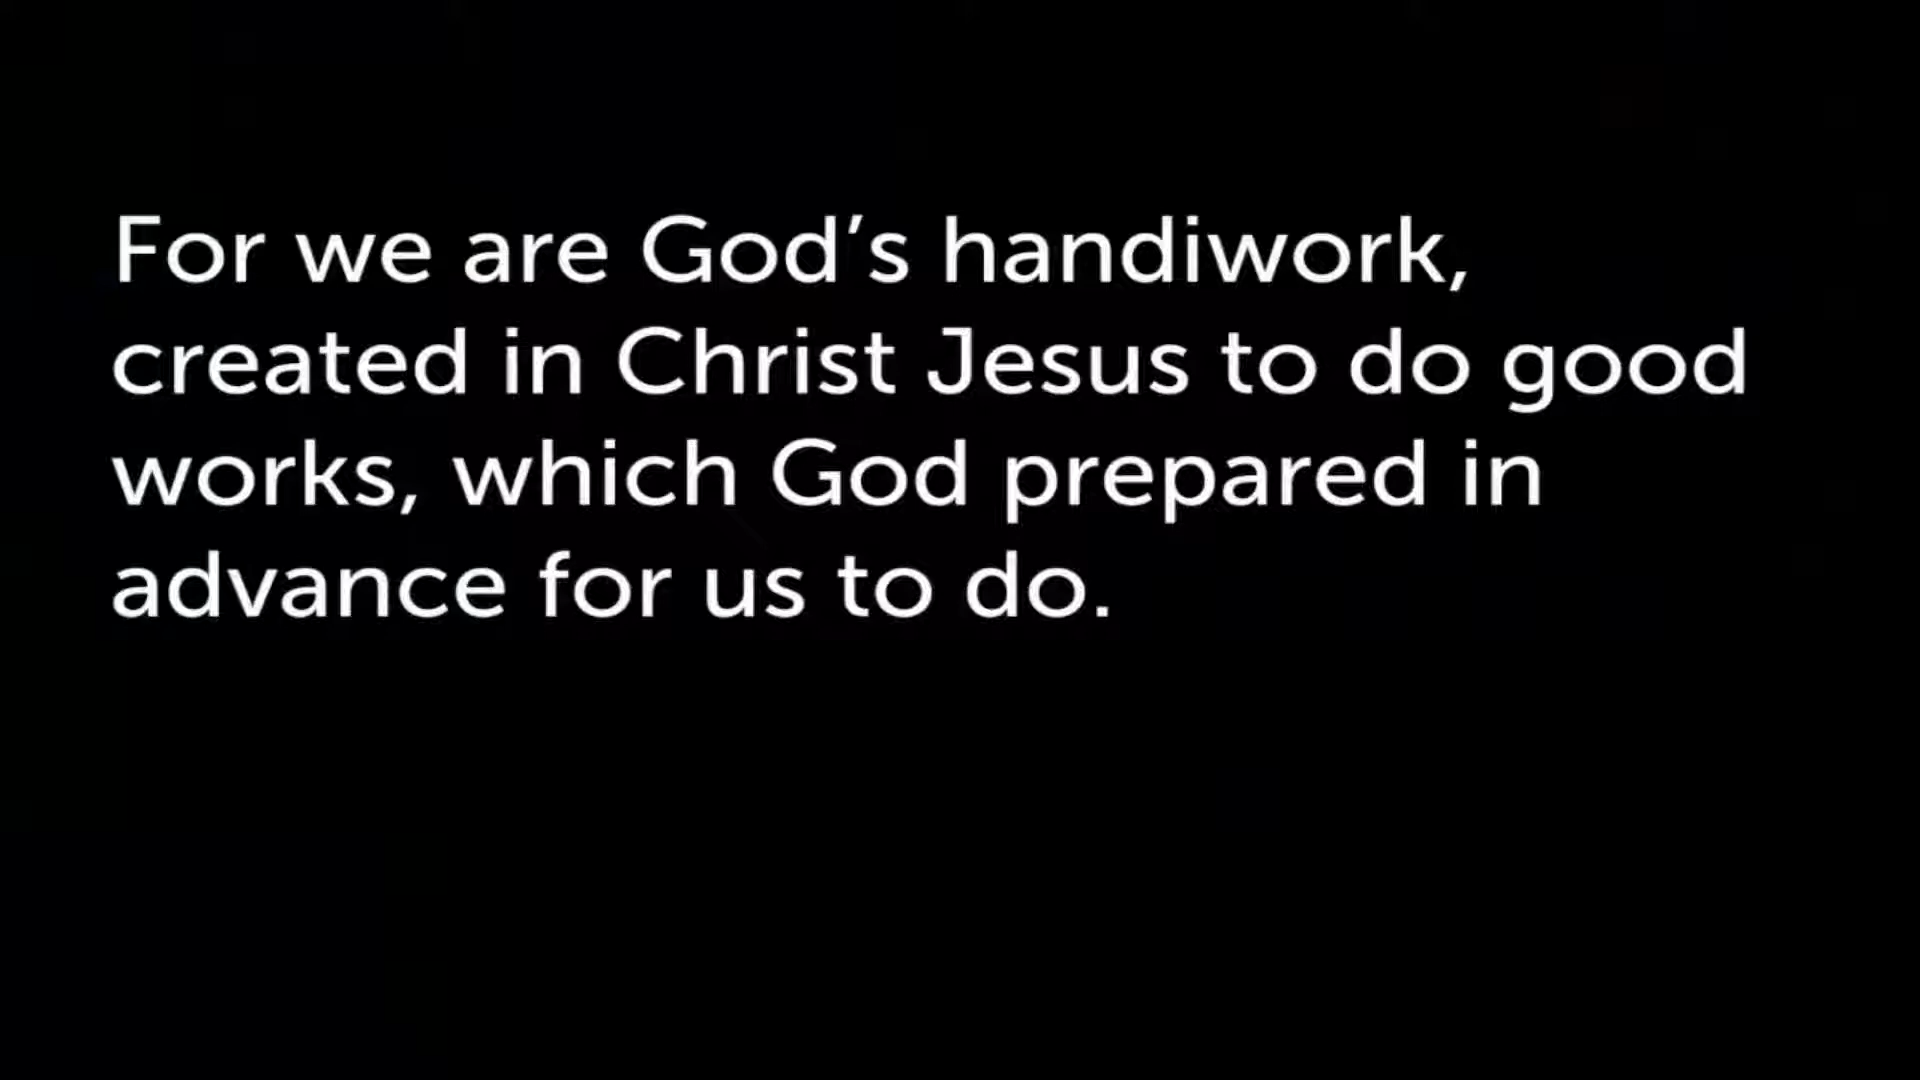 For we are God’s handiwork,
created in Christ Jesus to do good
works, which God prepared in
advance for us to do.